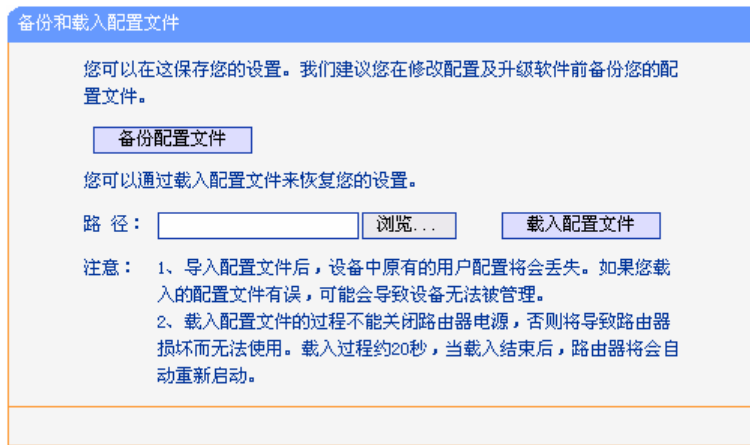 备份和载入配置文件
您可以在这保存您的设置。我们建议您在修改配置及升级软件前备份您的配
置文件。
备份配置文件
您可以通过载入配置文件来恢复您的设置。
路 径： 浏览... 载入配置文件
注意： 1、导入配置文件后，设备中原有的用户配置将会丢失。如果您载
入的配置文件有误，可能会导致设备无法被管理。
2、载入配置文件的过程不能关闭路由器电源，否则将导致路由器
损坏而无法使用。载入过程约20秒，当载入结束后，路由器将会自
动重新启动。